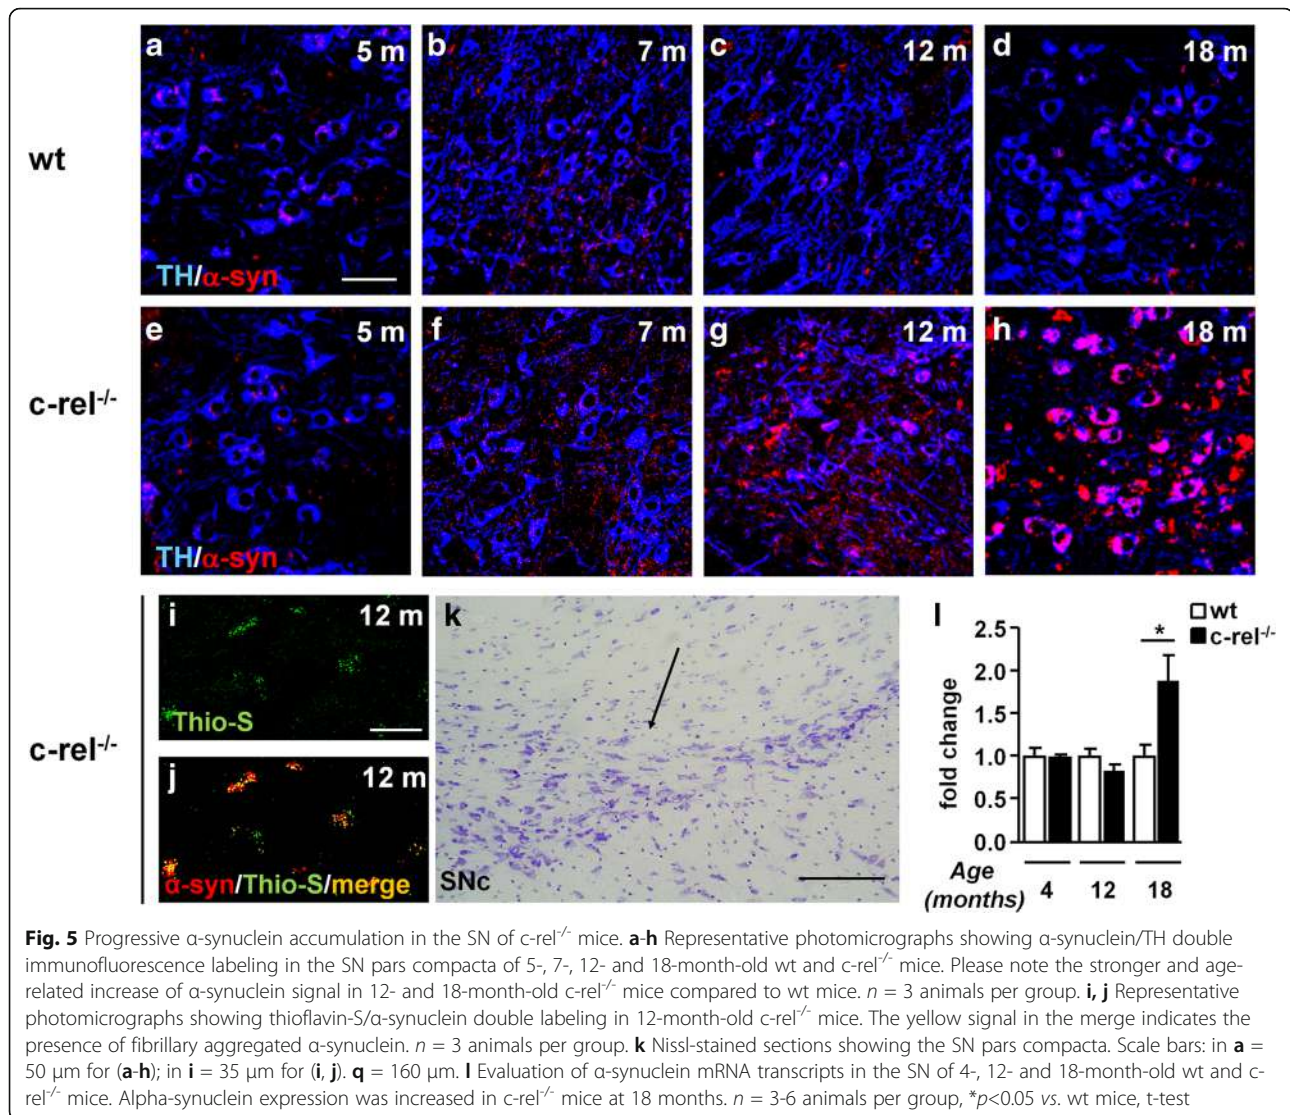 a 5 m b 7 m c 12 m d 18 m
wt
TH/α-syn
e 5 m f 7 m g 12 m h 18 m
c-rel-/-
TH/α-syn
i 12 m k l
Thio-S
c-rel-/-
j 12 m
α-syn/Thio-S/merge
SNc
wt
c-rel-/-
*
fold change
2.5
2.0
1.5
1.0
0.5
0.0
Age
(months) 4 12 18
Fig. 5 Progressive α-synuclein accumulation in the SN of c-rel-/- mice. a-h Representative photomicrographs showing α-synuclein/TH double
immunofluorescence labeling in the SN pars compacta of 5-, 7-, 12- and 18-month-old wt and c-rel-/- mice. Please note the stronger and age-
related increase of α-synuclein signal in 12- and 18-month-old c-rel-/- mice compared to wt mice. n = 3 animals per group. i, j Representative
photomicrographs showing thioflavin-S/α-synuclein double labeling in 12-month-old c-rel-/- mice. The yellow signal in the merge indicates the
presence of fibrillary aggregated α-synuclein. n = 3 animals per group. k Nissl-stained sections showing the SN pars compacta. Scale bars: in a =
50 μm for (a-h); in i = 35 μm for (i, j). q = 160 μm. l Evaluation of α-synuclein mRNA transcripts in the SN of 4-, 12- and 18-month-old wt and c-
rel-/- mice. Alpha-synuclein expression was increased in c-rel-/- mice at 18 months. n = 3-6 animals per group, *p<0.05 vs. wt mice, t-test